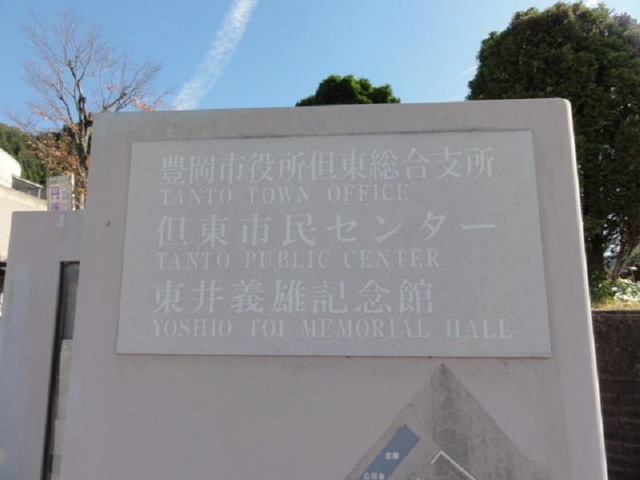 豊岡市役所但東総合支所
TANTO TOWN OFFICE
但東市民センター
TANTO PUBLIC CENTER
東井義雄記念館
YOSHIO TOI MEMORIAL HALL